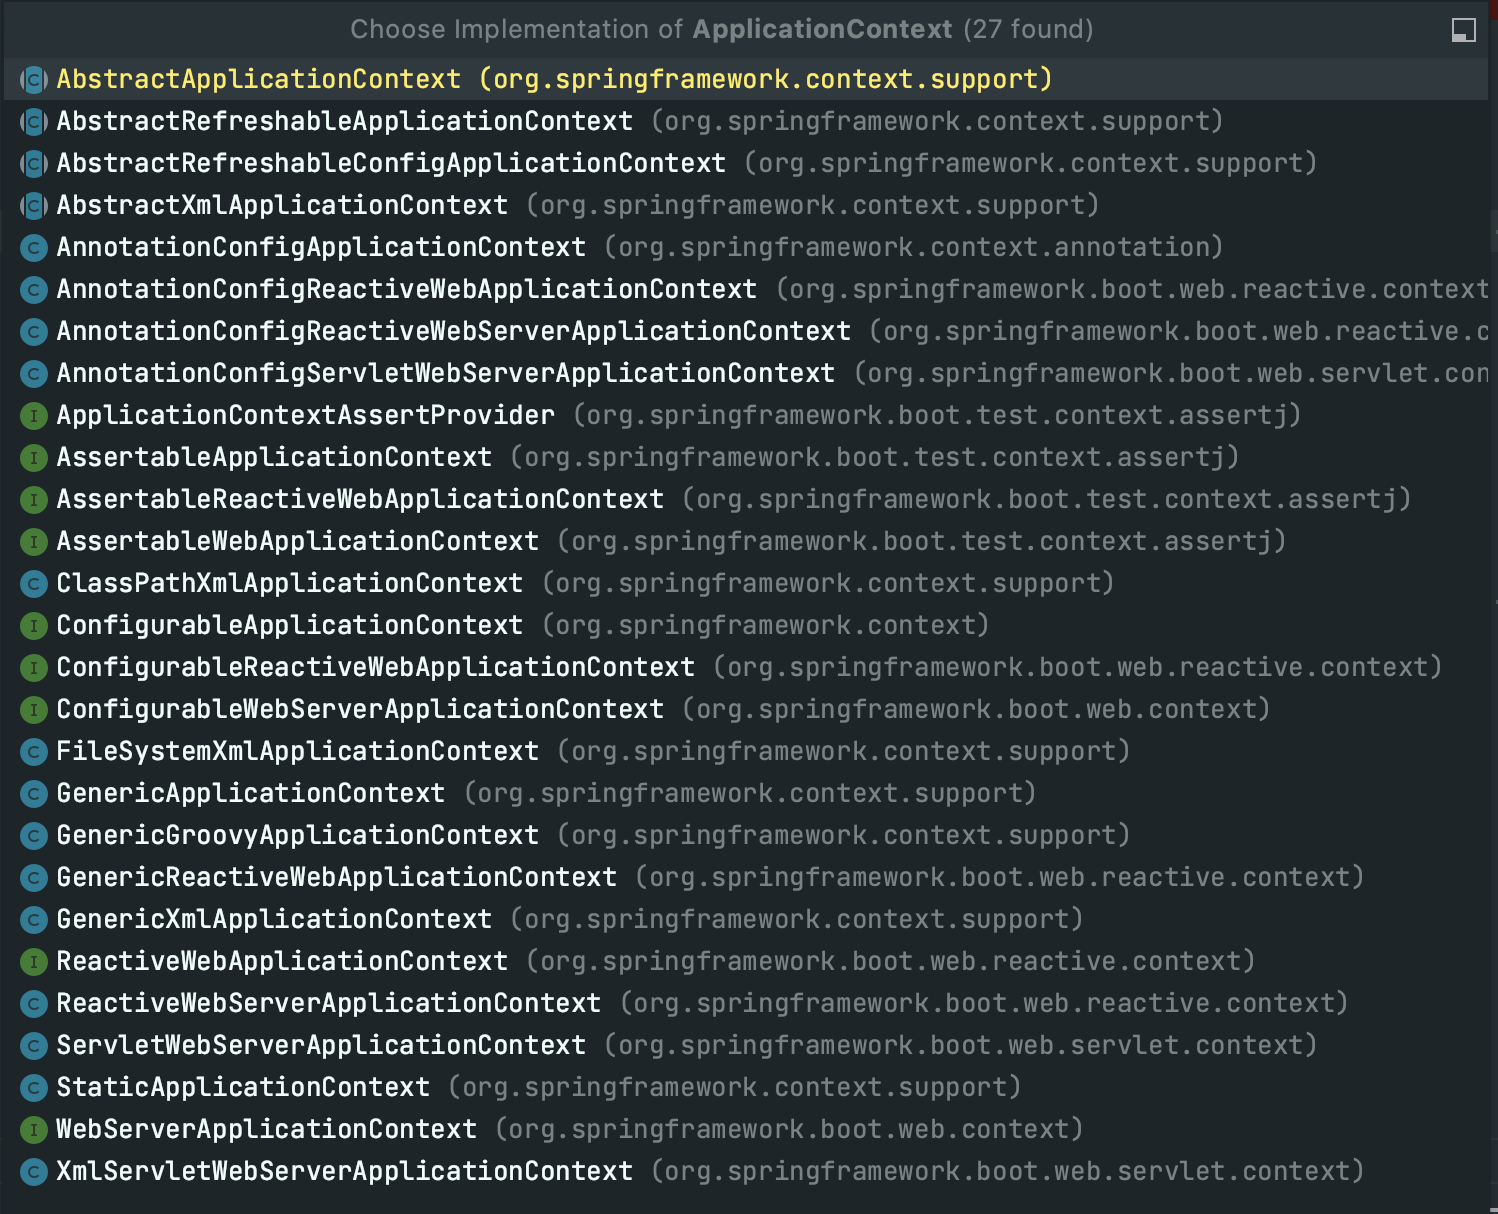 Choose Implementation of ApplicationContext (27 found)
AbstractApplicationContext (org.springframework.context.support)
AbstractRefreshableApplicationContext (org.springframework.context.support)
AbstractRefreshableConfigApplicationContext (org.springframework.context.support)
AbstractXmlApplicationContext (org.springframework.context.support)
AnnotationConfigApplicationContext (org.springframework.context.annotation)
AnnotationConfigReactiveWebApplicationContext (org.springframework.boot.web.reactive.context
AnnotationConfigReactiveWebServerApplicationContext (org.springframework.boot.web.reactive.c
AnnotationConfigServletWebServerApplicationContext (org.springframework.boot.web.servlet.con
ApplicationContextAssertProvider (org.springframework.boot.test.context.assertj)
AssertableApplicationContext (org.springframework.boot.test.context.assertj)
AssertableReactiveWebApplicationContext (org.springframework.boot.test.context.assertj)
AssertableWebApplicationContext (org.springframework.boot.test.context.assertj)
ClassPathXmlApplicationContext (org.springframework.context.support)
ConfigurableApplicationContext (org.springframework.context)
ConfigurableReactiveWebApplicationContext (org.springframework.boot.web.reactive.context)
ConfigurableWebServerApplicationContext (org.springframework.boot.web.context)
FileSystemXmlApplicationContext (org.springframework.context.support)
GenericApplicationContext (org.springframework.context.support)
GenericGroovyApplicationContext (org.springframework.context.support)
GenericReactiveWebApplicationContext (org.springframework.boot.web.reactive.context)
GenericXmlApplicationContext (org.springframework.context.support)
ReactiveWebApplicationContext (org.springframework.boot.web.reactive.context)
ReactiveWebServerApplicationContext (org.springframework.boot.web.reactive.context)
ServletWebServerApplicationContext (org.springframework.boot.web.servlet.context)
StaticApplicationContext (org.springframework.context.support)
WebServerApplicationContext (org.springframework.boot.web.context)
XmlServletWebServerApplicationContext (org.springframework.boot.web.servlet.context)